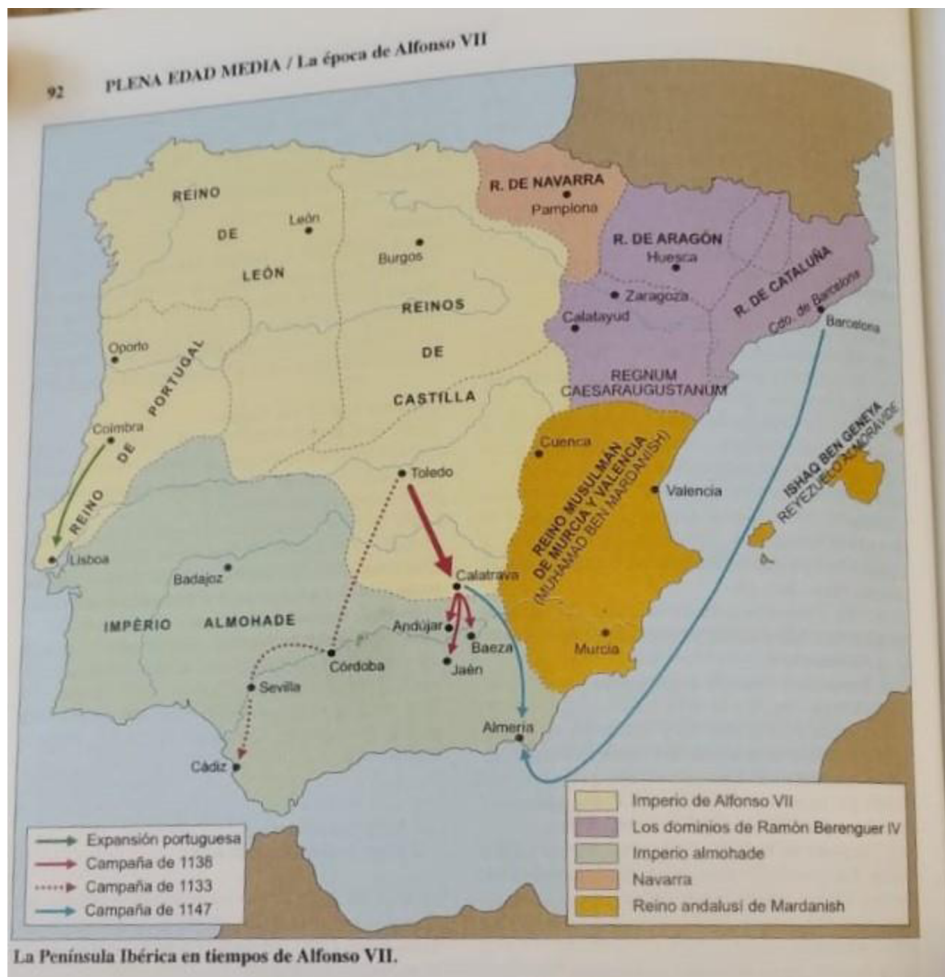 92 PLENA EDAD MEDIA / La época de Alfonso VII
REINO
DE
LEÓN
León
Burgos
REINOS
DE
CASTILLA
R. DE NAVARRA
Pamplona
R. DE ARAGÓN
Huesca
Zaragoza
Calatayud
R. DE CATALUÑA
Cdo. de Barcelona
Barcelona
REGNUM
CAESARAUGUSTANUM
Oporto
Coimbra
REINO DE PORTUGAL
Lisboa
Toledo
Cuenca
REINO MUSULMAN
DE MURCIA Y VALENCIA
(MUHAMAD BEN MARDANISH)
Valencia
ISHAQ BEN GENEYA
REYEZUELO ALMORAVIDE
Badajoz
IMPERIO ALMOHADE
Calatrava
Andújar
Baeza
Jaén
Córdoba
Sevilla
Murcia
Almería
Cádiz
Expansión portuguesa
Campaña de 1138
Campaña de 1133
Campaña de 1147
Imperio de Alfonso VII
Los dominios de Ramón Berenguer IV
Imperio almohade
Navarra
Reino andalusí de Mardanish
La Península Ibérica en tiempos de Alfonso VII.